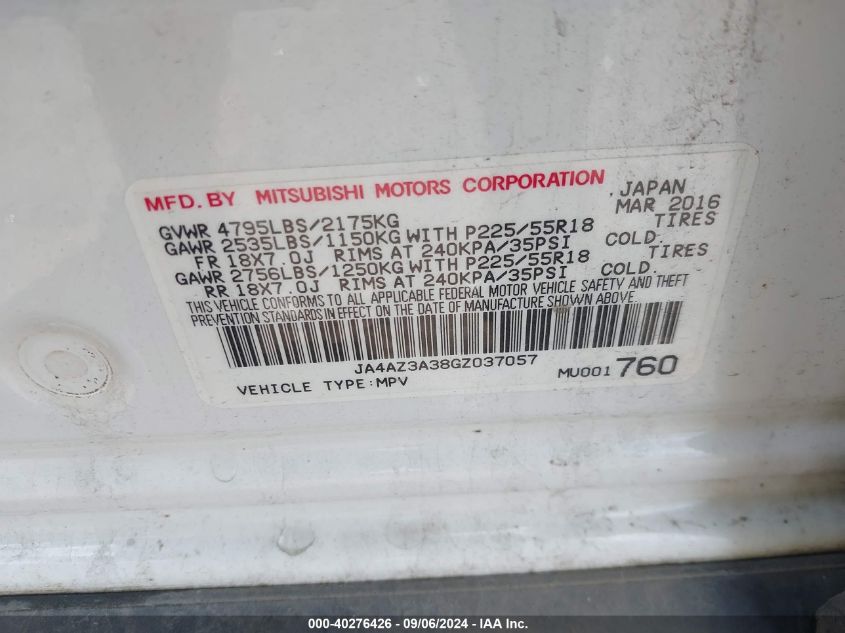 MFD. BY MITSUBISHI MOTORS CORPORATION JAPAN
MAR 2016
GVWR 4795LBS/2175KG
GAWR 2535LBS/1150KG WITH P225/55R18 TIRES
FR 18X7.0J RIMS AT 240KPA/35PSI COLD.
GAWR 2756LBS/1250KG WITH P225/55R18 TIRES
RR 18X7.0J RIMS AT 240KPA/35PSI COLD.
THIS VEHICLE CONFORMS TO ALL APPLICABLE FEDERAL MOTOR VEHICLE SAFETY AND THEFT
PREVENTION STANDARDS IN EFFECT ON THE DATE OF MANUFACTURE SHOWN ABOVE
JA4AZ3A38GZ037057
VEHICLE TYPE:MPV MU001760
000-40276426 - 09/06/2024 - IAA Inc.